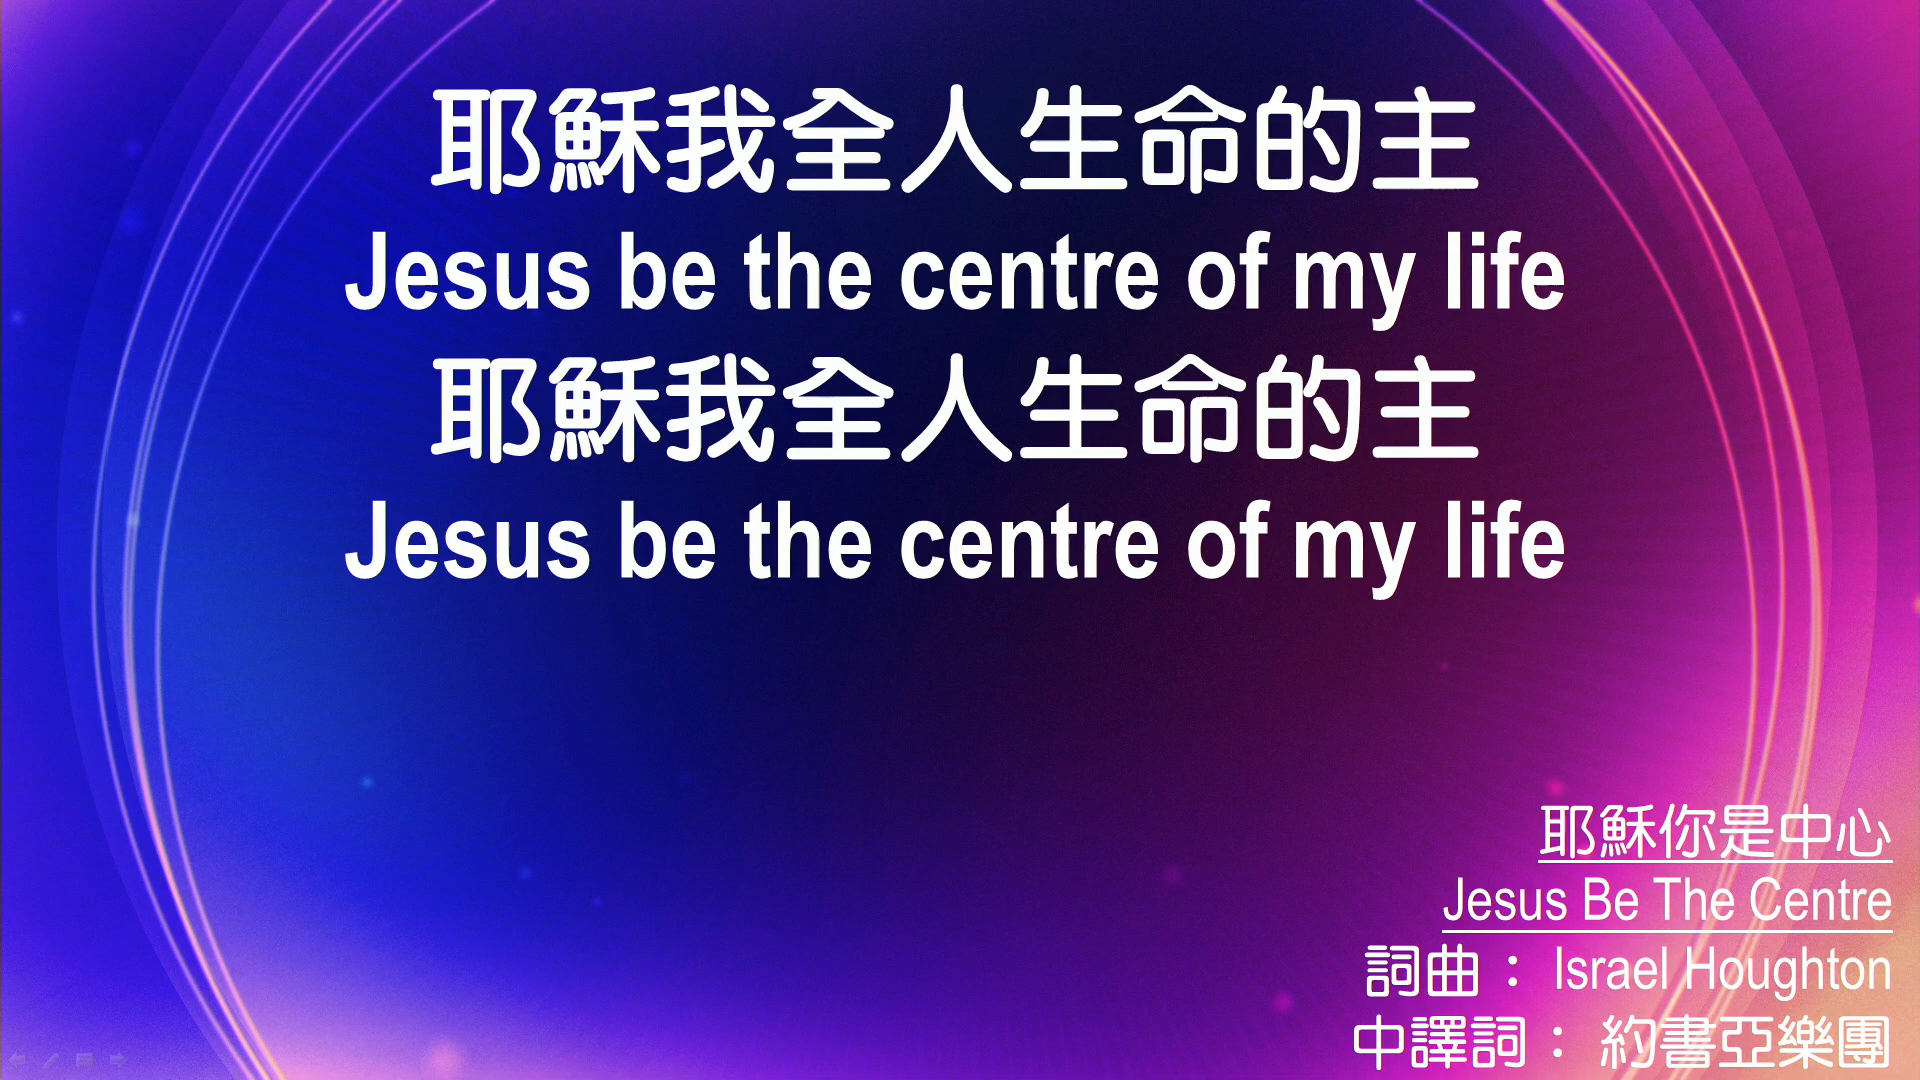 耶穌我全人生命的主
Jesus be the centre of my life
耶穌我全人生命的主
Jesus be the centre of my life
耶穌你是中心
Jesus Be The Centre
詞曲： Israel Houghton
中譯詞： 約書亞樂團